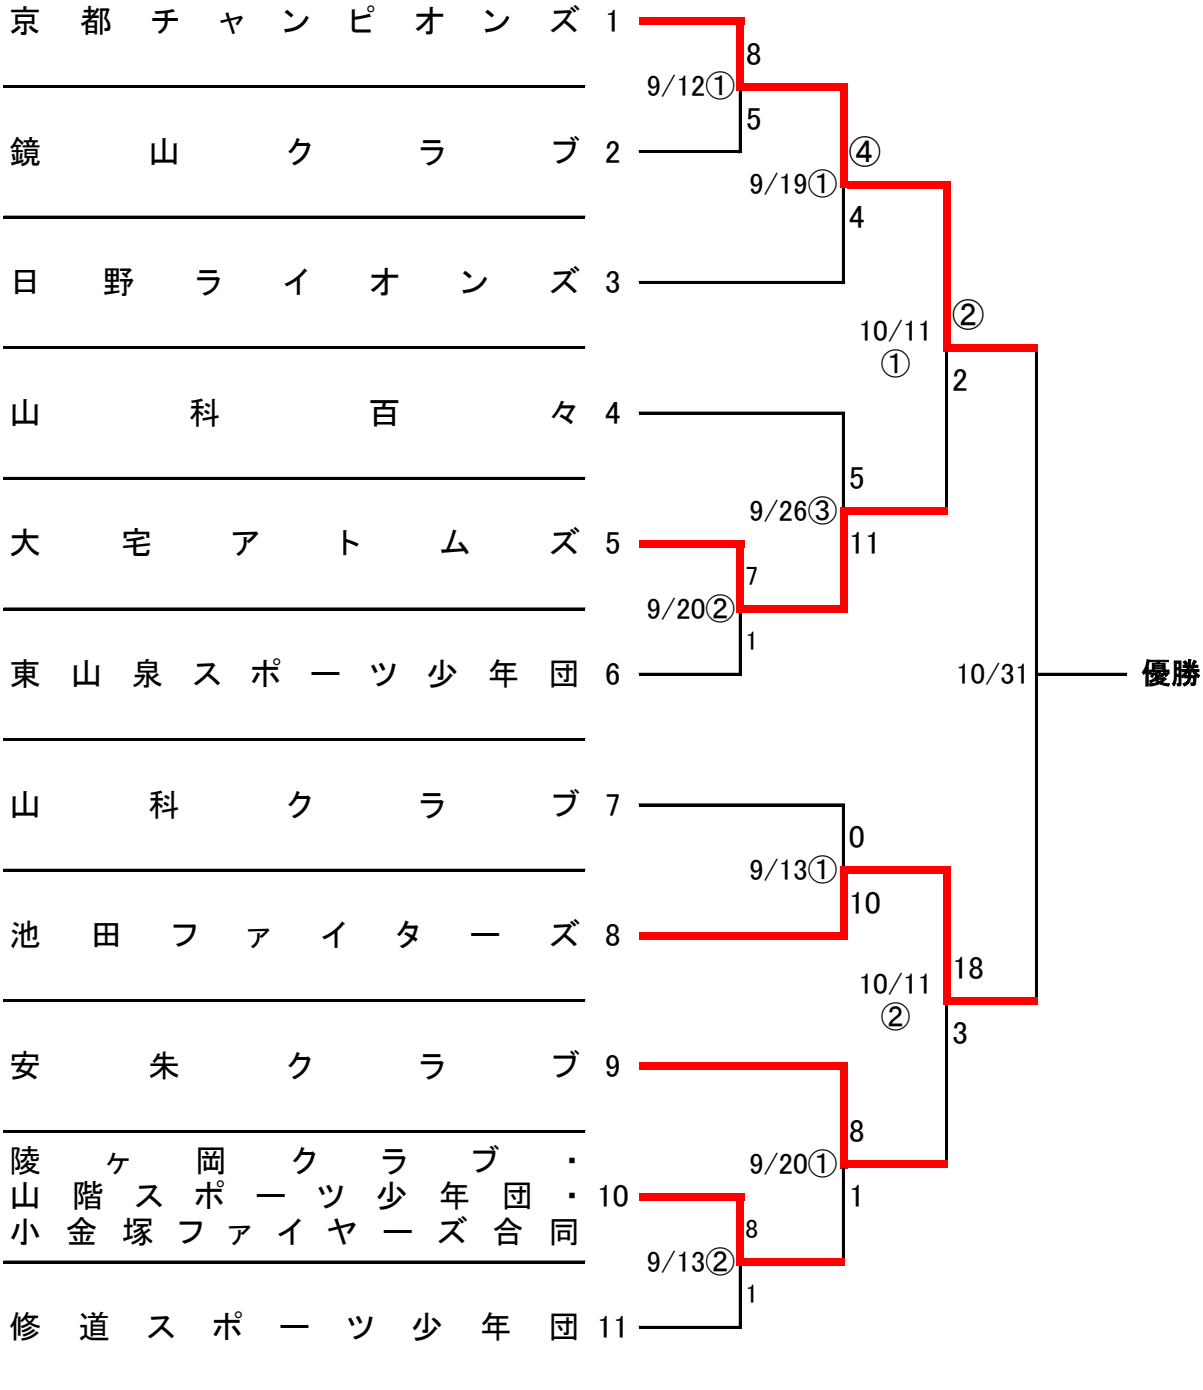 京都チャンピオンズ 1
8
9/12①
5
鏡山クラブ 2
④
9/19①
4
日野ライオンズ 3
②
10/11
①
2
山科百々 4
5
9/26③
11
大宅アトムズ 5
7
9/20②
1
東山泉スポーツ少年団 6
10/31
優勝
山科クラブ 7
0
9/13①
10
池田ファイターズ 8
18
10/11
②
3
安朱クラブ 9
8
9/20①
1
陵ヶ岡クラブ・
山階スポーツ少年団・ 10
小金塚ファイヤーズ合同
8
9/13②
1
修道スポーツ少年団 11